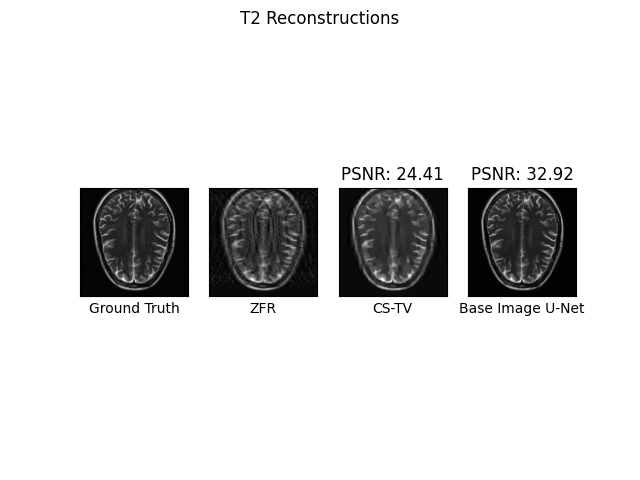 T2 Reconstructions
PSNR: 24.41
PSNR: 32.92
Ground Truth
ZFR
CS-TV
Base Image U-Net